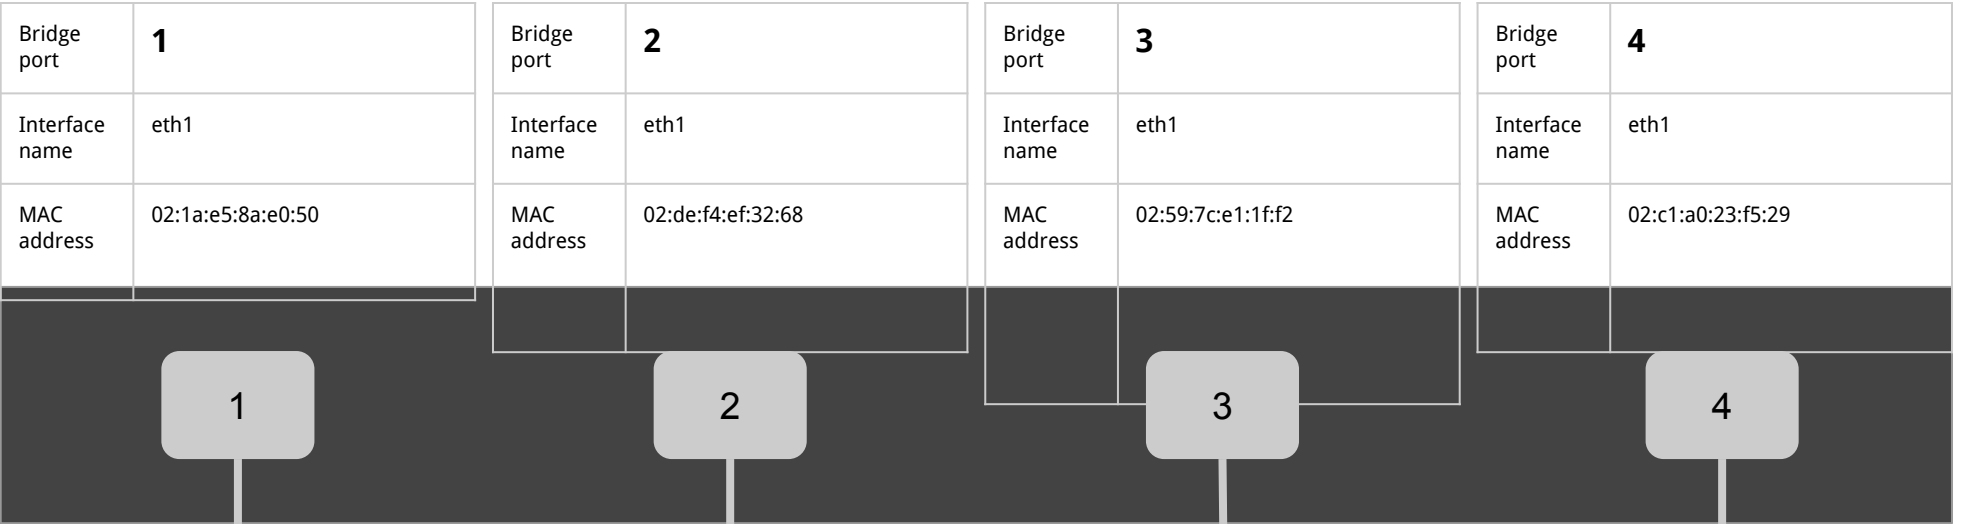 Bridge
port
1
Interface
name
eth1
MAC
address
02:1a:e5:8a:e0:50
Bridge
port
2
Interface
name
eth1
MAC
address
02:de:f4:ef:32:68
Bridge
port
3
Interface
name
eth1
MAC
address
02:59:7c:e1:1f:f2
Bridge
port
4
Interface
name
eth1
MAC
address
02:c1:a0:23:f5:29
1
2
3
4